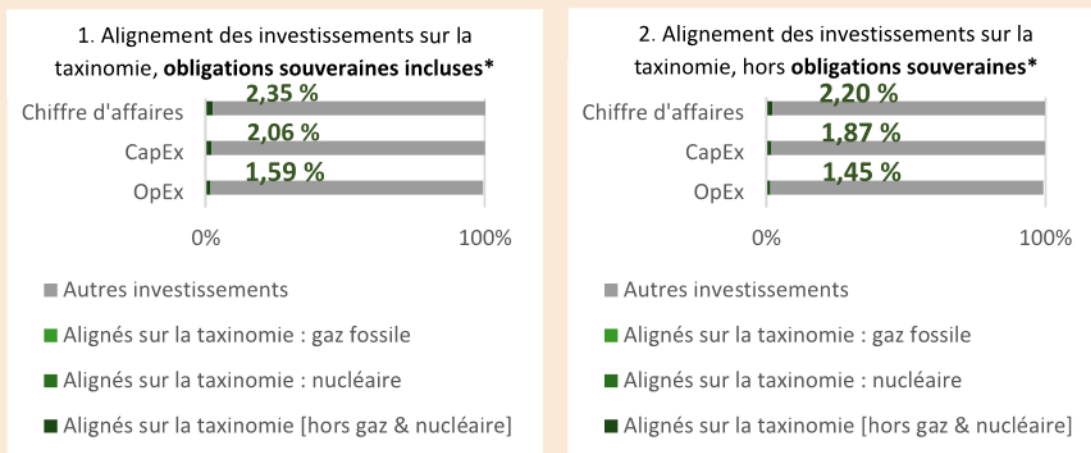 1. Alignement des investissements sur la
taxinomie, obligations souveraines incluses*
Chiffre d'affaires
2,35 %
CapEx
2,06 %
OpEx
1,59 %
0%
100%
Autres investissements
Alignés sur la taxinomie : gaz fossile
Alignés sur la taxinomie : nucléaire
Alignés sur la taxinomie [hors gaz & nucléaire]
2. Alignement des investissements sur la
taxinomie, hors obligations souveraines*
Chiffre d'affaires
2,20 %
CapEx
1,87 %
OpEx
1,45 %
0%
100%
Autres investissements
Alignés sur la taxinomie : gaz fossile
Alignés sur la taxinomie : nucléaire
Alignés sur la taxinomie [hors gaz & nucléaire]